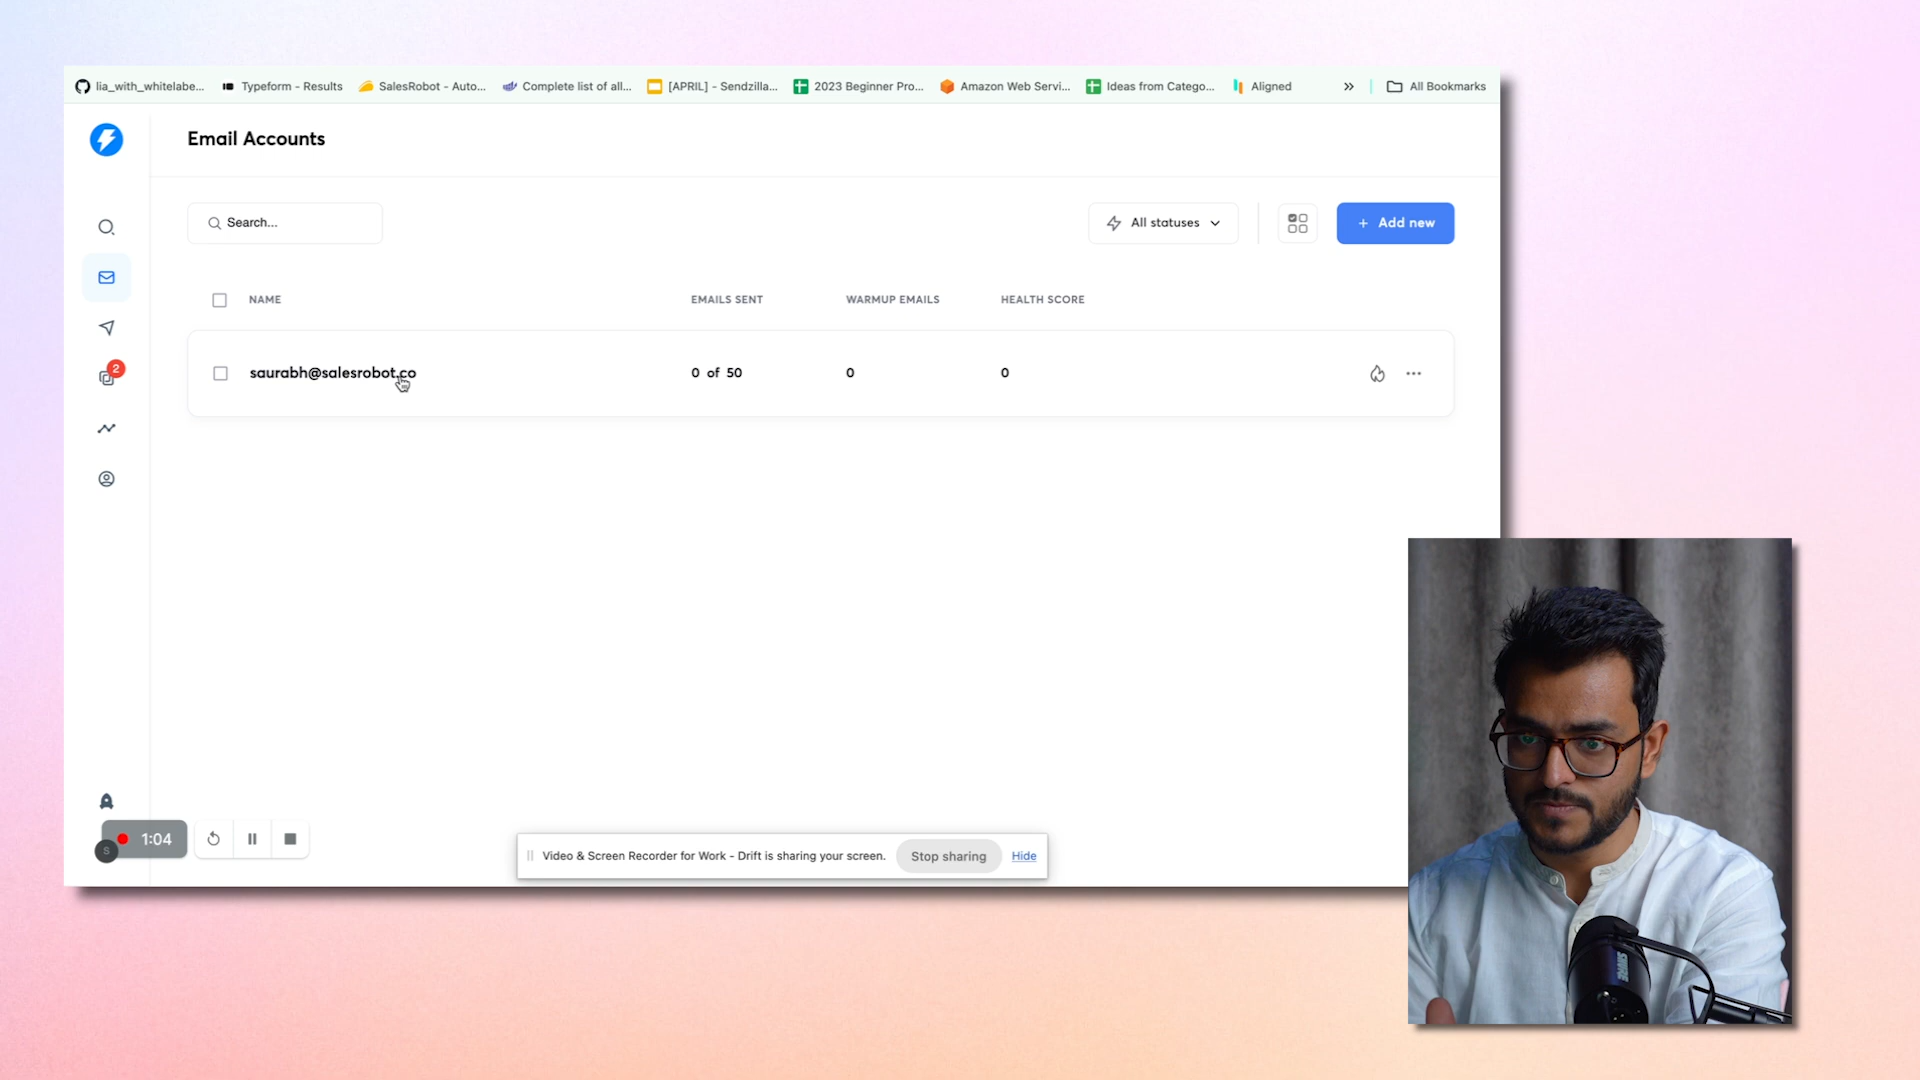 lia_with_whitelabe... Typeform - Results SalesRobot - Auto... Complete list of all... [APRIL] - Sendzilla... 2023 Beginner Pro... Amazon Web Servi... Ideas from Catego... Aligned » All Bookmarks
Email Accounts
Search... All statuses + Add new
NAME EMAILS SENT WARMUP EMAILS HEALTH SCORE
2
saurabh@salesrobot.co 0 of 50 0 0
1:04
S
Video & Screen Recorder for Work - Drift is sharing your screen. Stop sharing Hide